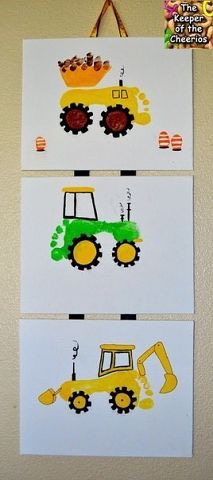 The
Keeper
of the
Cheerios